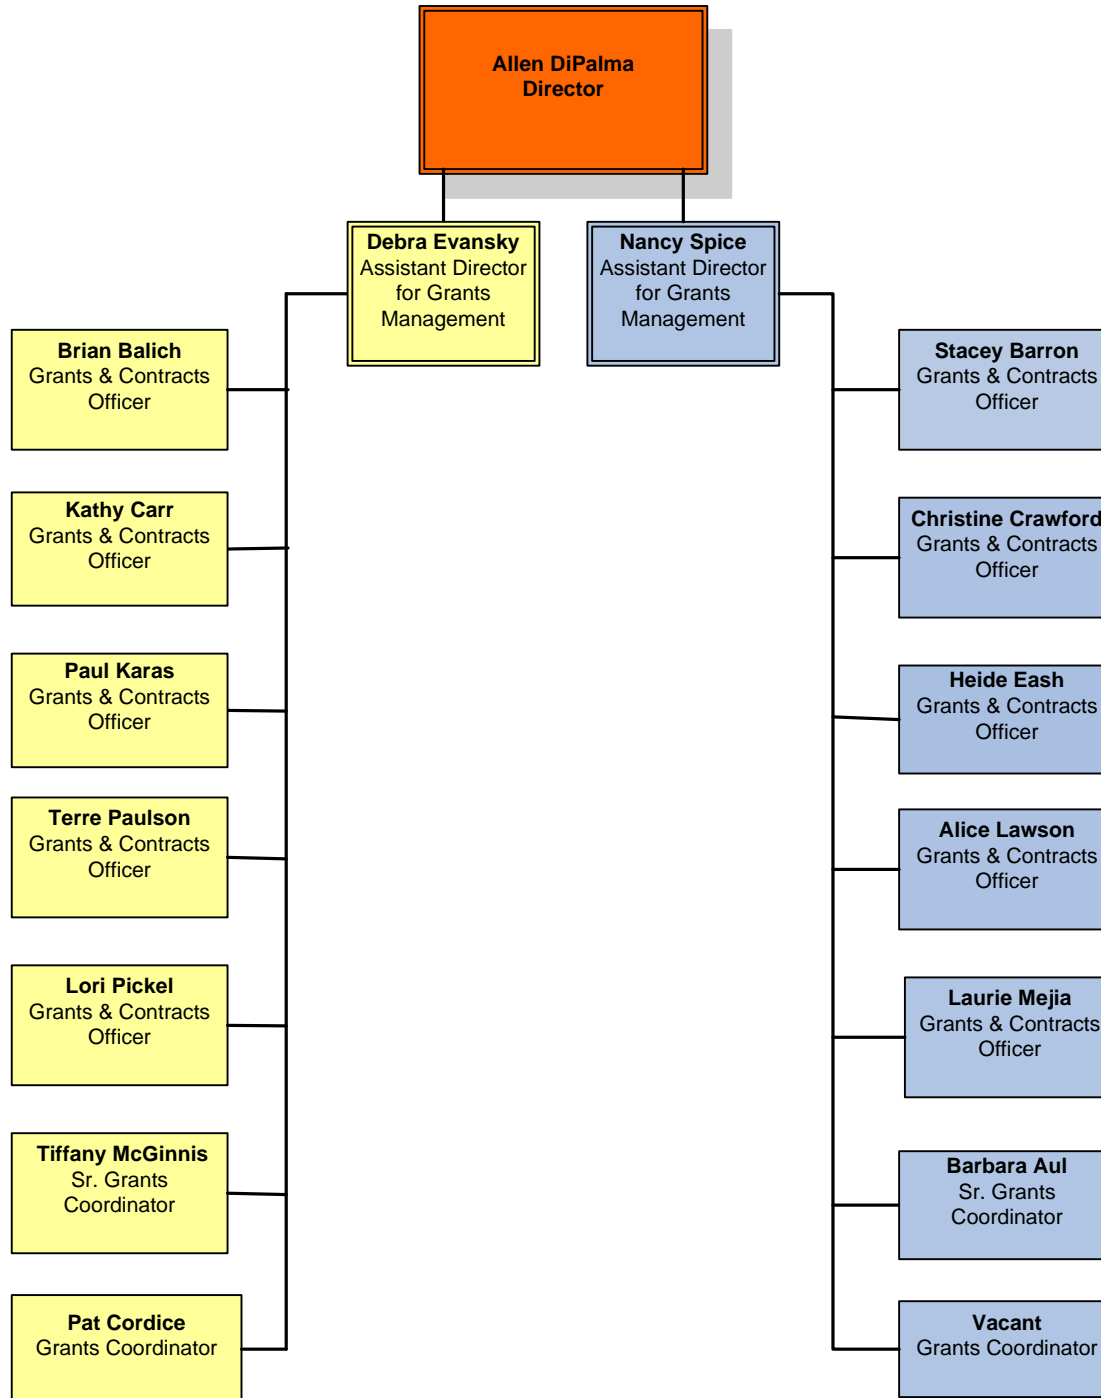 Allen DiPalma
Director
Debra Evansky
Assistant Director
for Grants
Management
Nancy Spice
Assistant Director
for Grants
Management
Brian Balich
Grants & Contracts
Officer
Kathy Carr
Grants & Contracts
Officer
Paul Karas
Grants & Contracts
Officer
Terre Paulson
Grants & Contracts
Officer
Lori Pickel
Grants & Contracts
Officer
Tiffany McGinnis
Sr. Grants
Coordinator
Pat Cordice
Grants Coordinator
Stacey Barron
Grants & Contracts
Officer
Christine Crawford
Grants & Contracts
Officer
Heide Eash
Grants & Contracts
Officer
Alice Lawson
Grants & Contracts
Officer
Laurie Mejia
Grants & Contracts
Officer
Barbara Aul
Sr. Grants
Coordinator
Vacant
Grants Coordinator